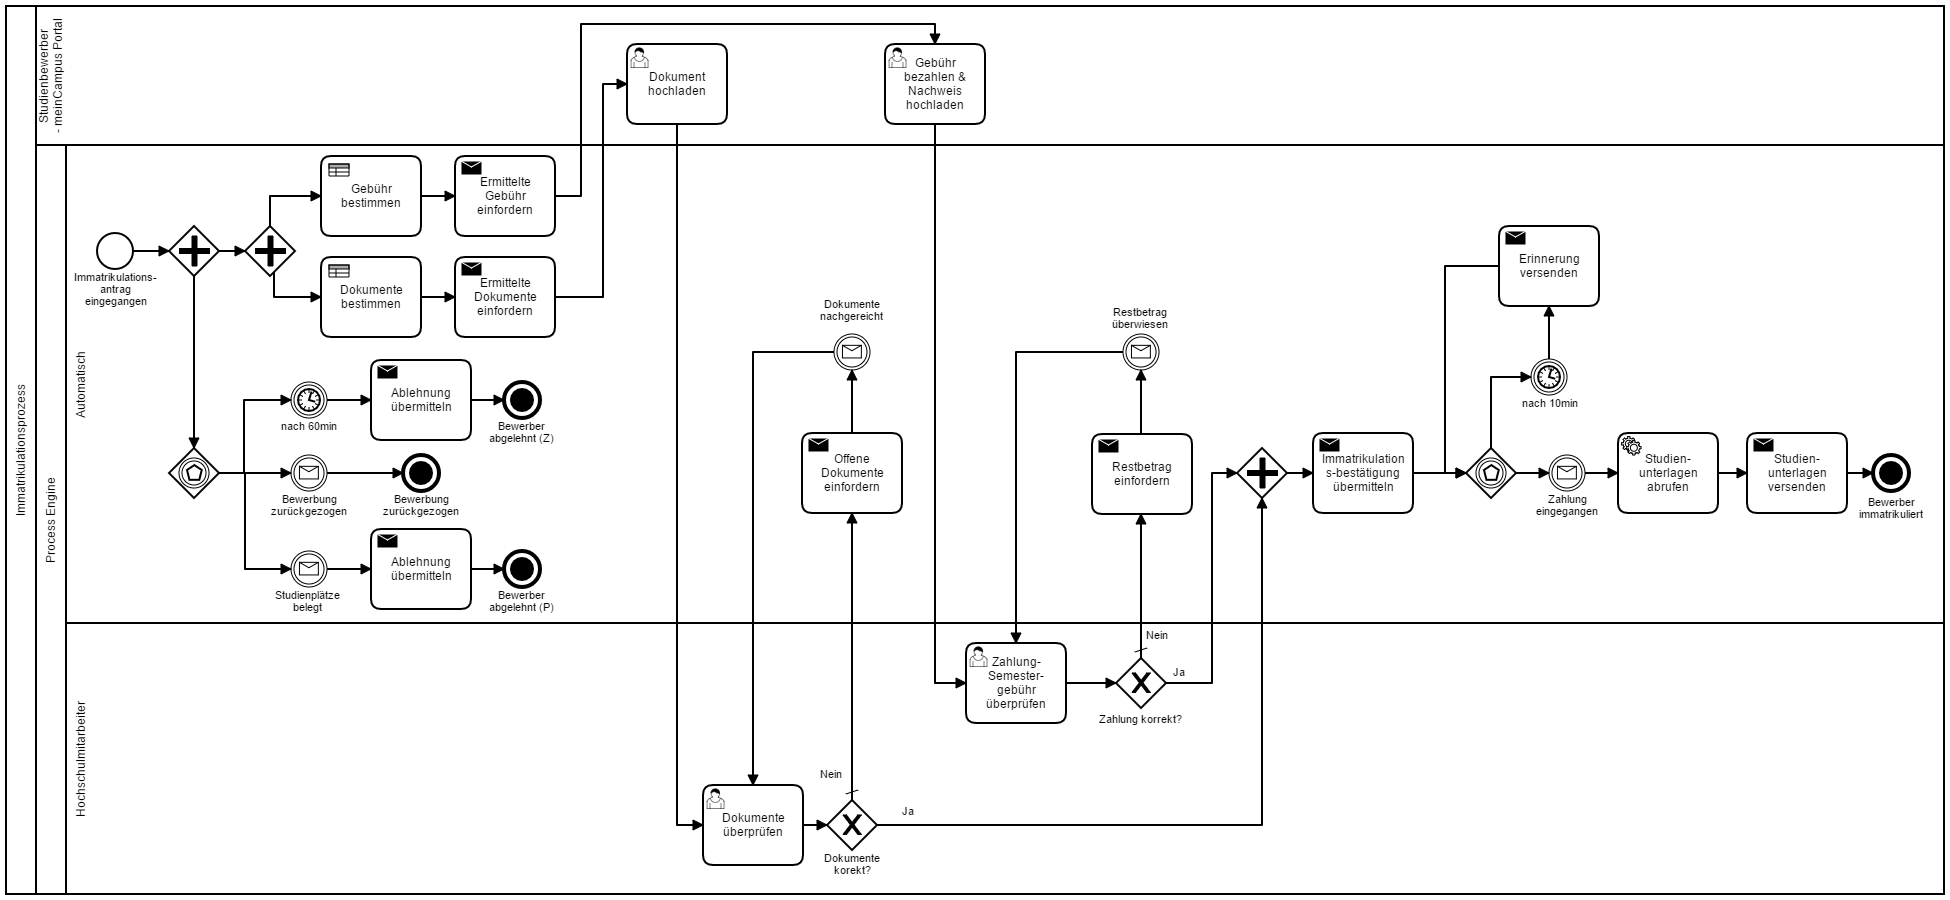 Immatrikulationsprozess
Studienbewerber
- meinCampus Portal
Process Engine
Automatisch
Hochschulmitarbeiter
Dokument
hochladen
Gebühr
bezahlen &
Nachweis
hochladen
Gebühr
bestimmen
Ermittelte
Gebühr
einfordern
Immatrikulations-
antrag
eingegangen
Dokumente
bestimmen
Ermittelte
Dokumente
einfordern
nach 60min
Ablehnung
übermitteln
Bewerber
abgelehnt (Z)
Bewerbung
zurückgezogen
Bewerbung
zurückgezogen
Studienplätze
belegt
Ablehnung
übermitteln
Bewerber
abgelehnt (P)
Dokumente
nachgereicht
Offene
Dokumente
einfordern
Restbetrag
überwiesen
Restbetrag
einfordern
Immatrikulation
s-bestätigung
übermitteln
Erinnerung
versenden
nach 10min
Zahlung
eingegangen
Studien-
unterlagen
abrufen
Studien-
unterlagen
versenden
Bewerber
immatrikuliert
Zahlung-
Semester-
gebühr
überprüfen
Nein
Ja
Zahlung korrekt?
Dokumente
überprüfen
Nein
Ja
Dokumente
korekt?